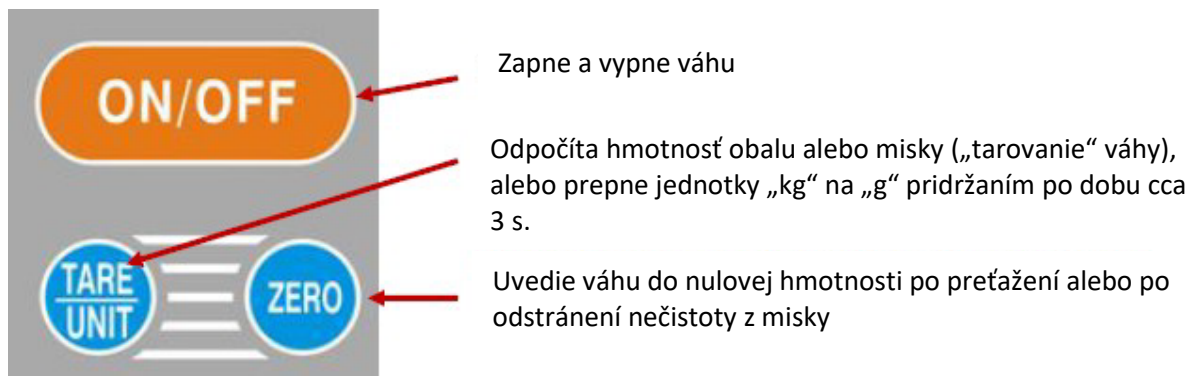 ON/OFF
Zapne a vypne váhu
Odpočíta hmotnosť obalu alebo misky („tarovanie“ váhy),
alebo prepne jednotky „kg“ na „g“ pridržaním po dobu cca
3 s.
TARE
UNIT
ZERO
Uvedie váhu do nulovej hmotnosti po preťažení alebo po
odstránení nečistoty z misky